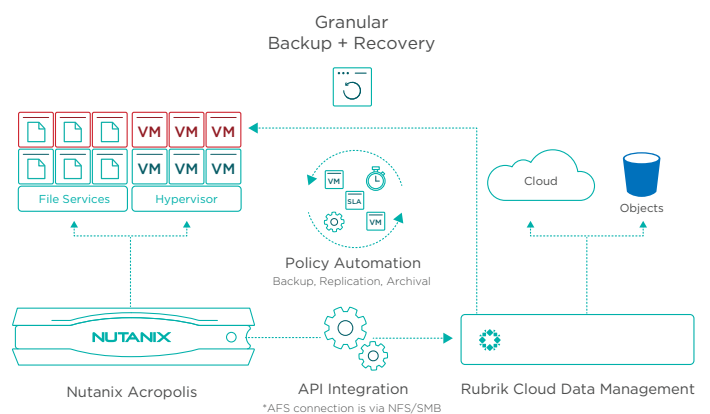 Granular
Backup + Recovery
VM VM VM
VM VM VM
File Services
Hypervisor
VM
SLA
VM
Cloud
Objects
Policy Automation
Backup, Replication, Archival
NUTANIX
Nutanix Acropolis
API Integration
*AFS connection is via NFS/SMB
Rubrik Cloud Data Management